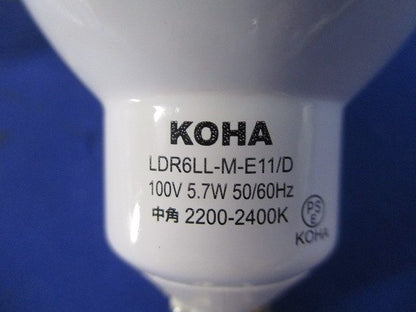 KOHA
LDR6LL-M-E11/D
100V 5.7W 50/60Hz
中角 2200-2400K
PS
E
KOHA